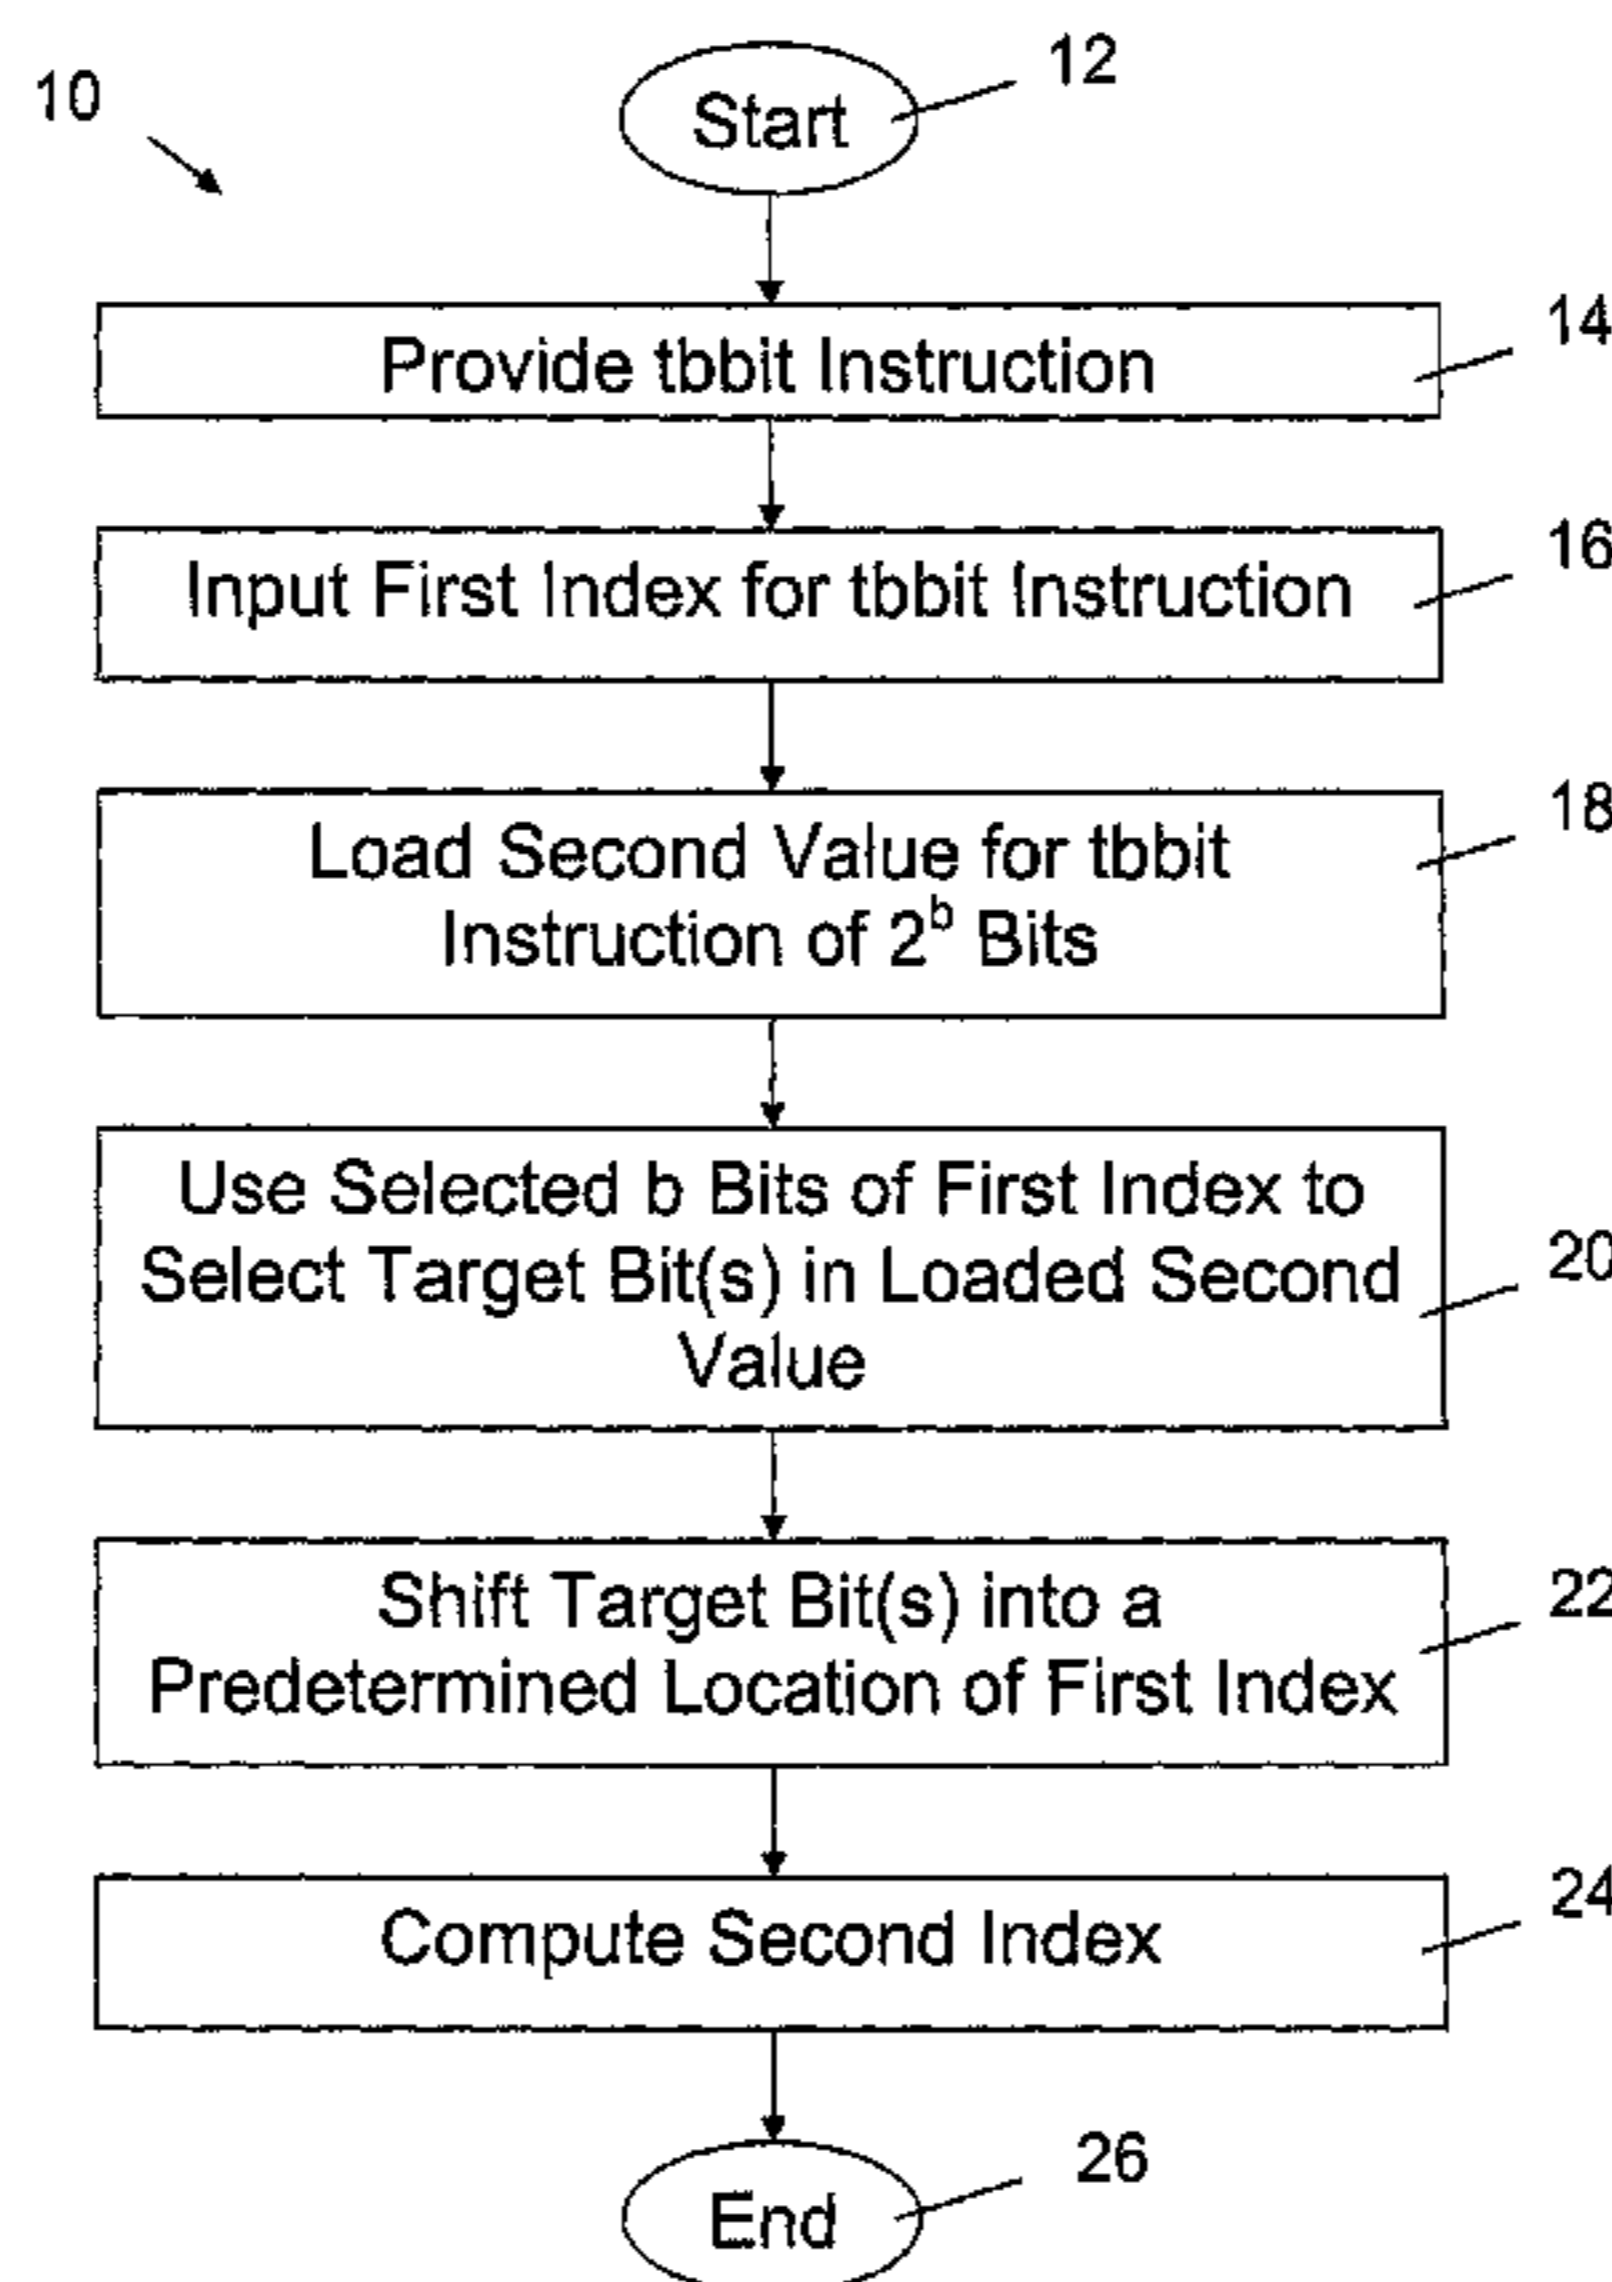 10
Start
12
Provide tbbit Instruction
14
Input First Index for tbbit Instruction
16
Load Second Value for tbbit
Instruction of 2^b Bits
18
Use Selected b Bits of First Index to
Select Target Bit(s) in Loaded Second
Value
20
Shift Target Bit(s) into a
Predetermined Location of First Index
22
Compute Second Index
24
End
26